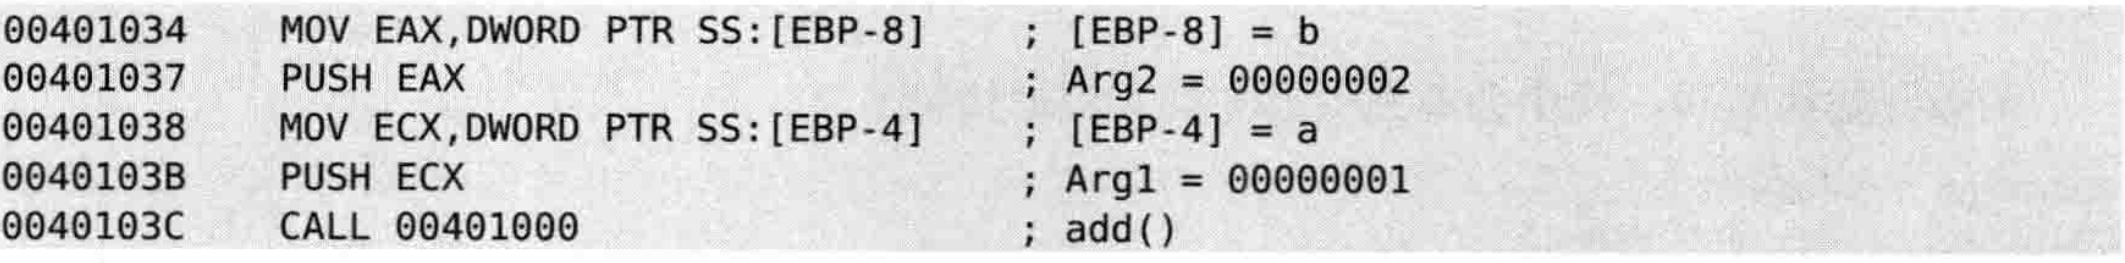 00401034 MOV EAX,DWORD PTR SS:[EBP-8] ; [EBP-8] = b
00401037 PUSH EAX ; Arg2 = 00000002
00401038 MOV ECX,DWORD PTR SS:[EBP-4] ; [EBP-4] = a
0040103B PUSH ECX ; Arg1 = 00000001
0040103C CALL 00401000 ; add()